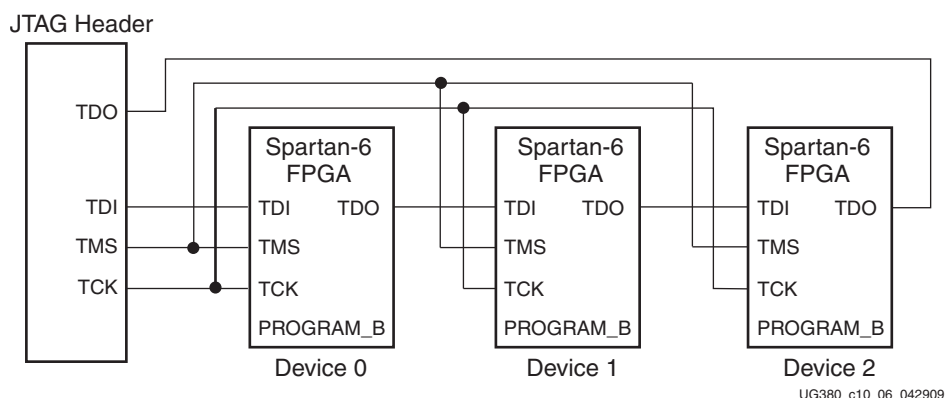 JTAG Header
TDO
TDI
TMS
TCK
Spartan-6
FPGA
TDI TDO
TMS
TCK
PROGRAM_B
Device 0
Spartan-6
FPGA
TDI TDO
TMS
TCK
PROGRAM_B
Device 1
Spartan-6
FPGA
TDI TDO
TMS
TCK
PROGRAM_B
Device 2
UG380_c10_06_042909